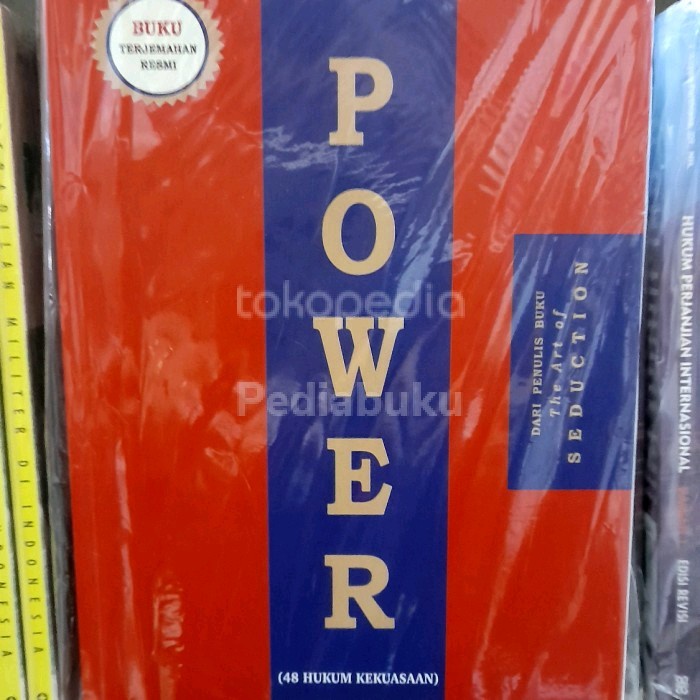 BUKU
TERJEMAHAN
RESMI
POWER
(48 HUKUM KEKUASAAN)
DARI PENULIS BUKU
The Art of
SEDUCTION
tokopedia
Pediabuku
MILITER DI INDONESIA
HUKUM PERJANJIAN INTERNASIONAL
EDISI REVISI